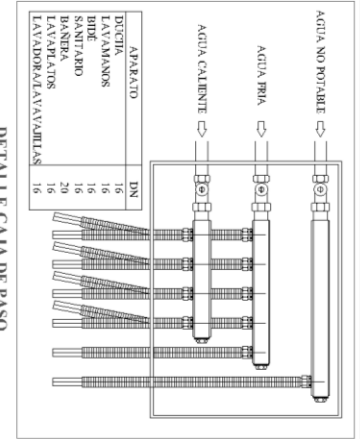 AGUA NO POTABLE
AGUA FRIA
AGUA CALIENTE
APARATO DN
DUCHA 16
LAVAMANOS 16
BIDÉ 16
SANITARIO 16
BAÑERA 20
LAVAPLATOS 16
LAVADORA/LAVAVAJILLAS 16
DETALLE CAJA DE PASO